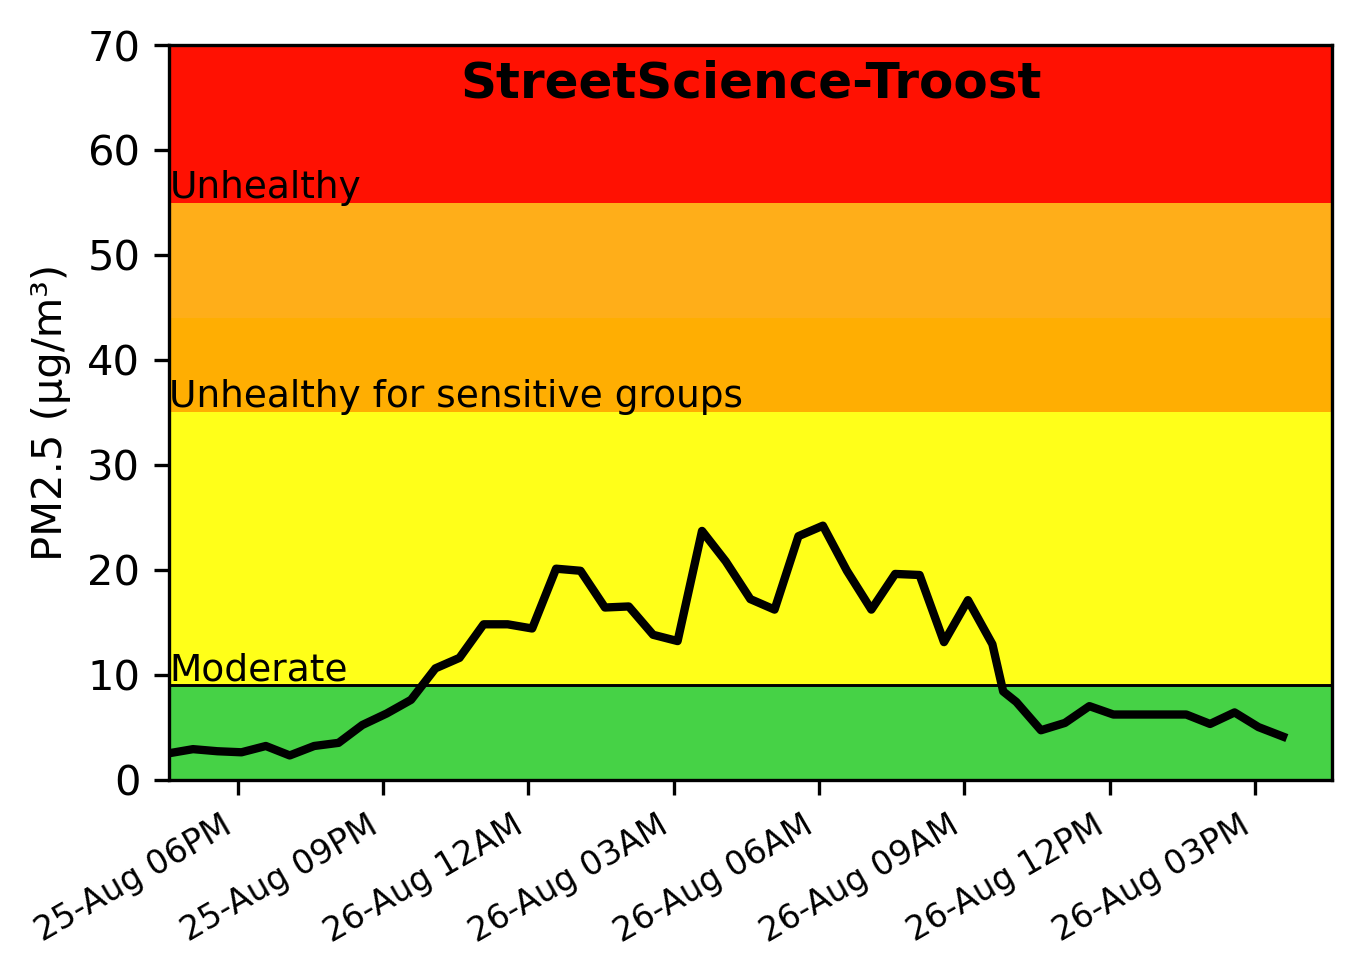 StreetScience-Troost
70
60
50
40
30
20
10
0
PM2.5 (µg/m³)
Unhealthy
Unhealthy for sensitive groups
Moderate
25-Aug 06PM
25-Aug 09PM
26-Aug 12AM
26-Aug 03AM
26-Aug 06AM
26-Aug 09AM
26-Aug 12PM
26-Aug 03PM